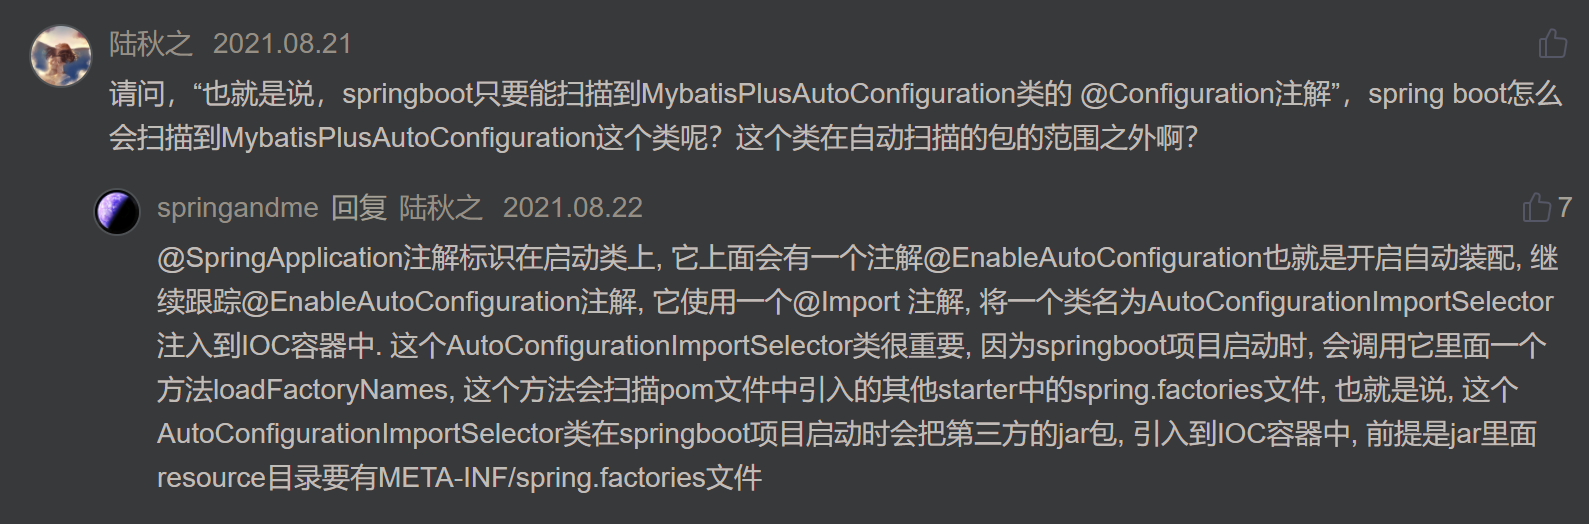 陆秋之 2021.08.21
请问，“也就是说，springboot只要能扫描到MybatisPlusAutoConfiguration类的 @Configuration注解”，spring boot怎么
会扫描到MybatisPlusAutoConfiguration这个类呢？这个类在自动扫描的包的范围之外啊？
springandme 回复 陆秋之 2021.08.22
7
@SpringApplication注解标识在启动类上, 它上面会有一个注解@EnableAutoConfiguration也就是开启自动装配, 继
续跟踪@EnableAutoConfiguration注解, 它使用一个@Import 注解, 将一个类名为AutoConfigurationImportSelector
注入到IOC容器中. 这个AutoConfigurationImportSelector类很重要, 因为springboot项目启动时, 会调用它里面一个
方法loadFactoryNames, 这个方法会扫描pom文件中引入的其他starter中的spring.factories文件, 也就是说, 这个
AutoConfigurationImportSelector类在springboot项目启动时会把第三方的jar包, 引入到IOC容器中, 前提是jar里面
resource目录要有META-INF/spring.factories文件